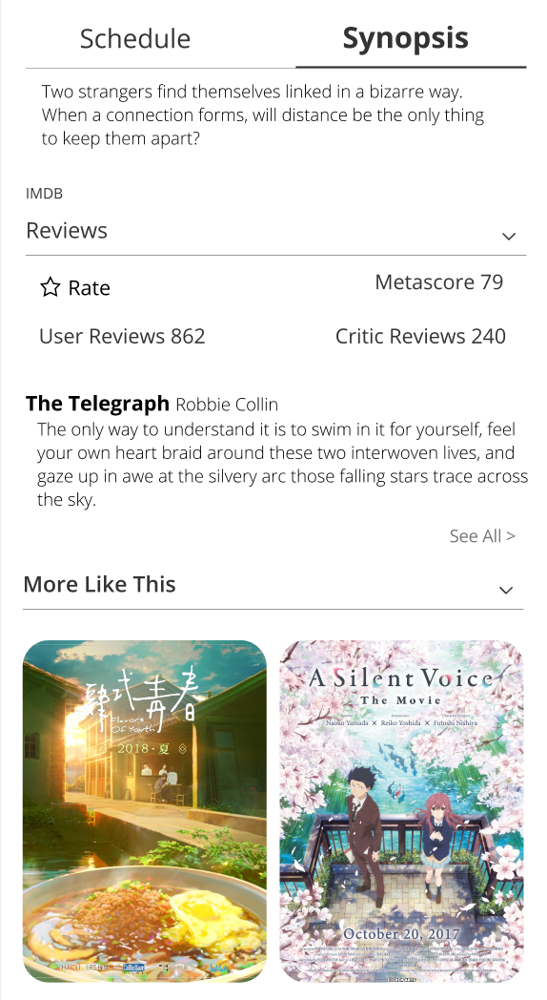 Schedule
Synopsis
Two strangers find themselves linked in a bizarre way.
When a connection forms, will distance be the only thing
to keep them apart?
IMDB
Reviews
Rate
Metascore 79
User Reviews 862
Critic Reviews 240
The Telegraph Robbie Collin
The only way to understand it is to swim in it for yourself, feel
your own heart braid around these two interwoven lives, and
gaze up in awe at the silvery arc those falling stars trace across
the sky.
See All >
More Like This
肆式青春
Flavors
Of Youth
2018·夏
A Silent Voice
The Movie
Naoko Yamada × Reiko Yoshida × Futoshi Nishiya
October 20, 2017